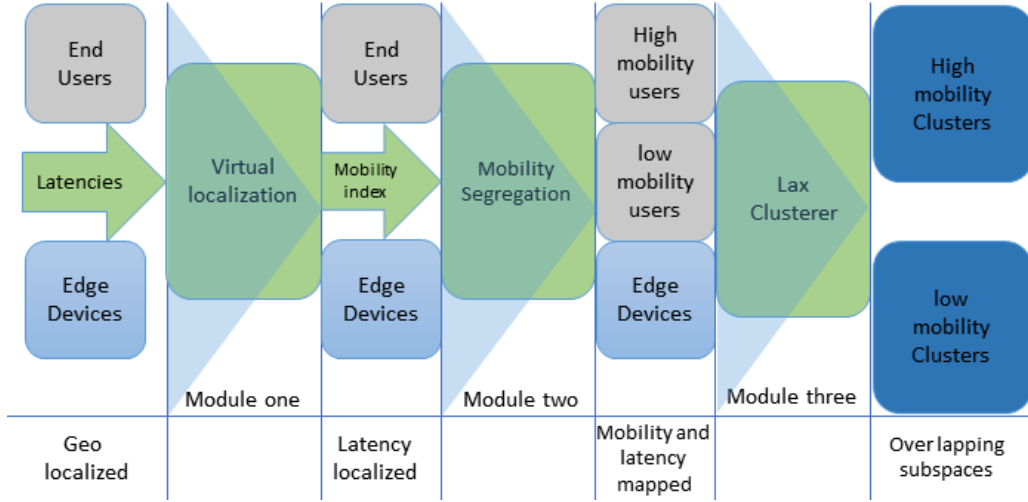 End
Users
Latencies
Edge
Devices
Virtual
localization
Module one
End
Users
Mobility
index
Edge
Devices
Mobility
Segregation
Module two
High
mobility
users
low
mobility
users
Edge
Devices
Lax
Clusterer
Module three
High
mobility
Clusters
low
mobility
Clusters
Geo
localized
Latency
localized
Mobility and
latency
mapped
Over lapping
subspaces